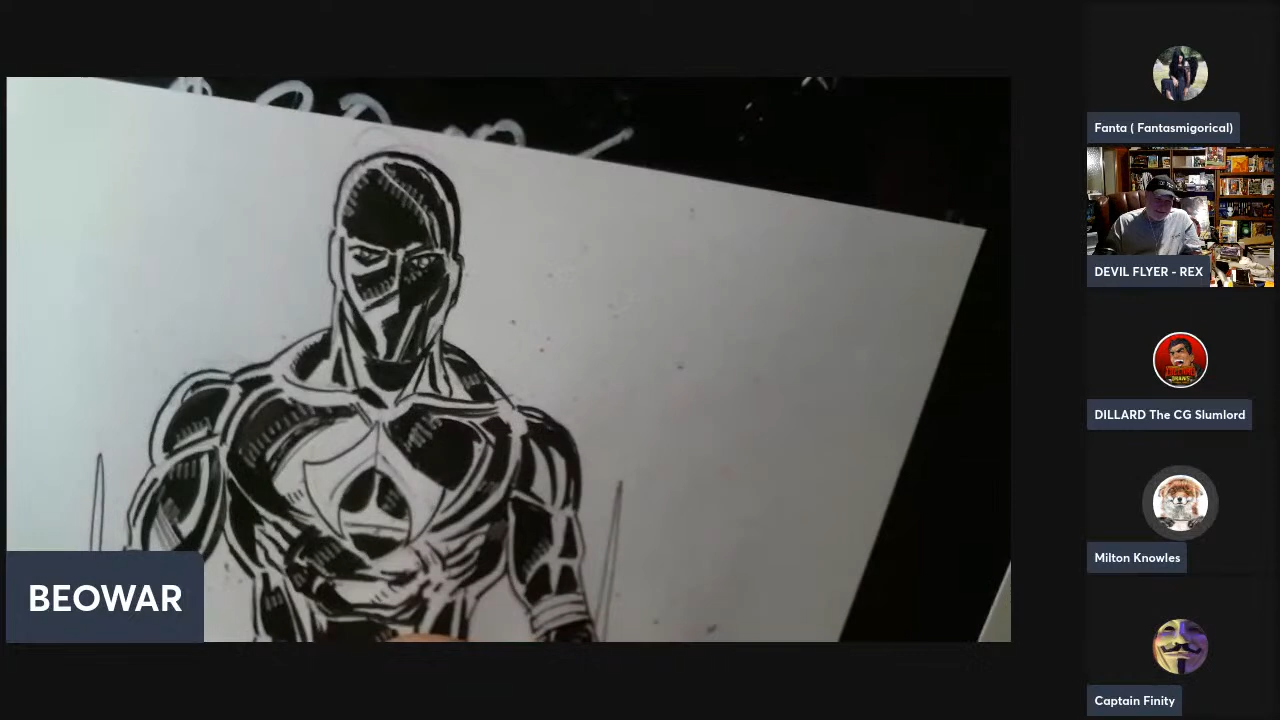 BEOWAR
Fanta ( Fantasmigorical)
DEVIL FLYER - REX
DILLARD The CG Slumlord
Milton Knowles
Captain Finity